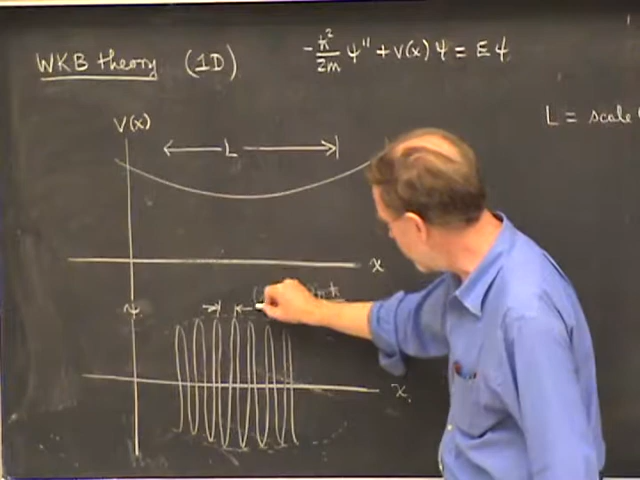 WKB theory (1D) -ħ²/2m ψ'' + V(x) ψ = E ψ
L = scale
V(x)
L
x
ψ
x